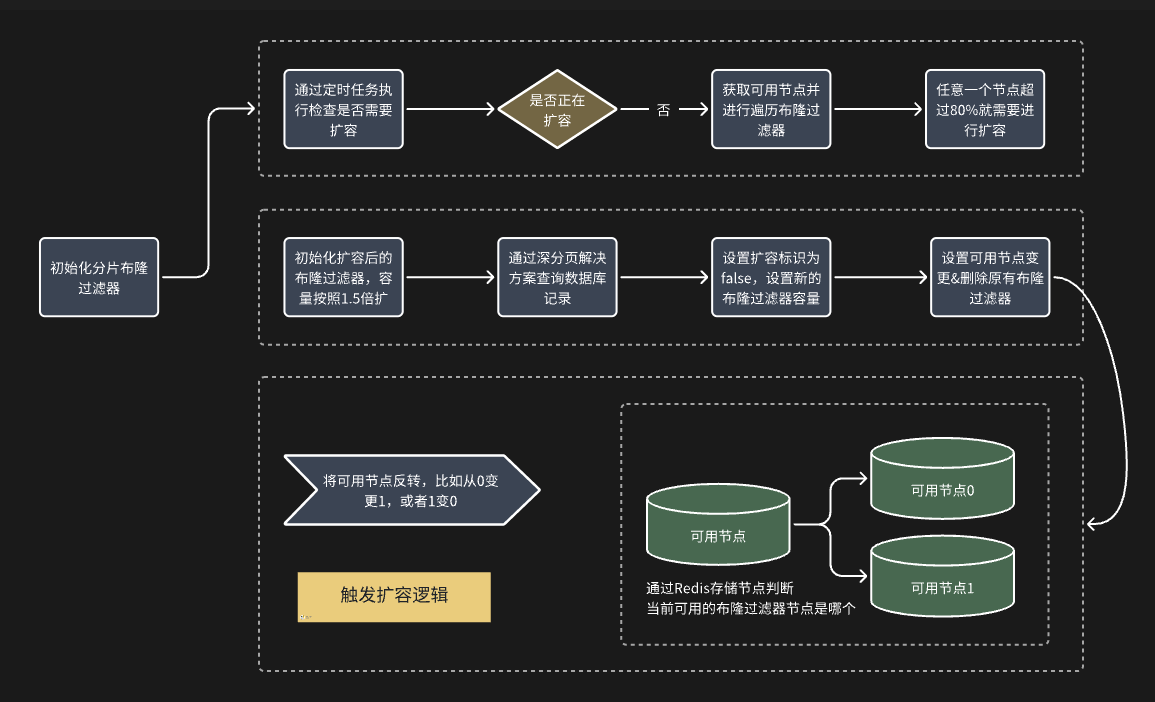 通过定时任务执
行检查是否需要
扩容
是否正在
扩容
否
获取可用节点并
进行遍历布隆过
滤器
任意一个节点超
过80%就需要进
行扩容
初始化分片布隆
过滤器
初始化扩容后的
布隆过滤器，容
量按照1.5倍扩
通过深分页解决
方案查询数据库
记录
设置扩容标识为
false，设置新的
布隆过滤器容量
设置可用节点变
更&删除原有布隆
过滤器
将可用节点反转，比如从0变
更1，或者1变0
触发扩容逻辑
可用节点
可用节点0
可用节点1
通过Redis存储节点判断
当前可用的布隆过滤器节点是哪个